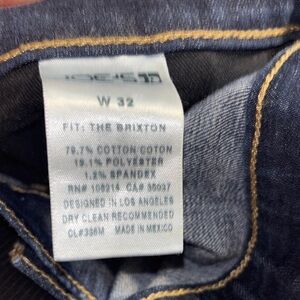 JOE'S
W 32
FIT: THE BRIXTON
79.7% COTTON COTON
19.1% POLYESTER
1.2% SPANDEX
RN# 108214 CA# 35037
DESIGNED IN LOS ANGELES
DRY CLEAN RECOMMENDED
CL#336M MADE IN MEXICO